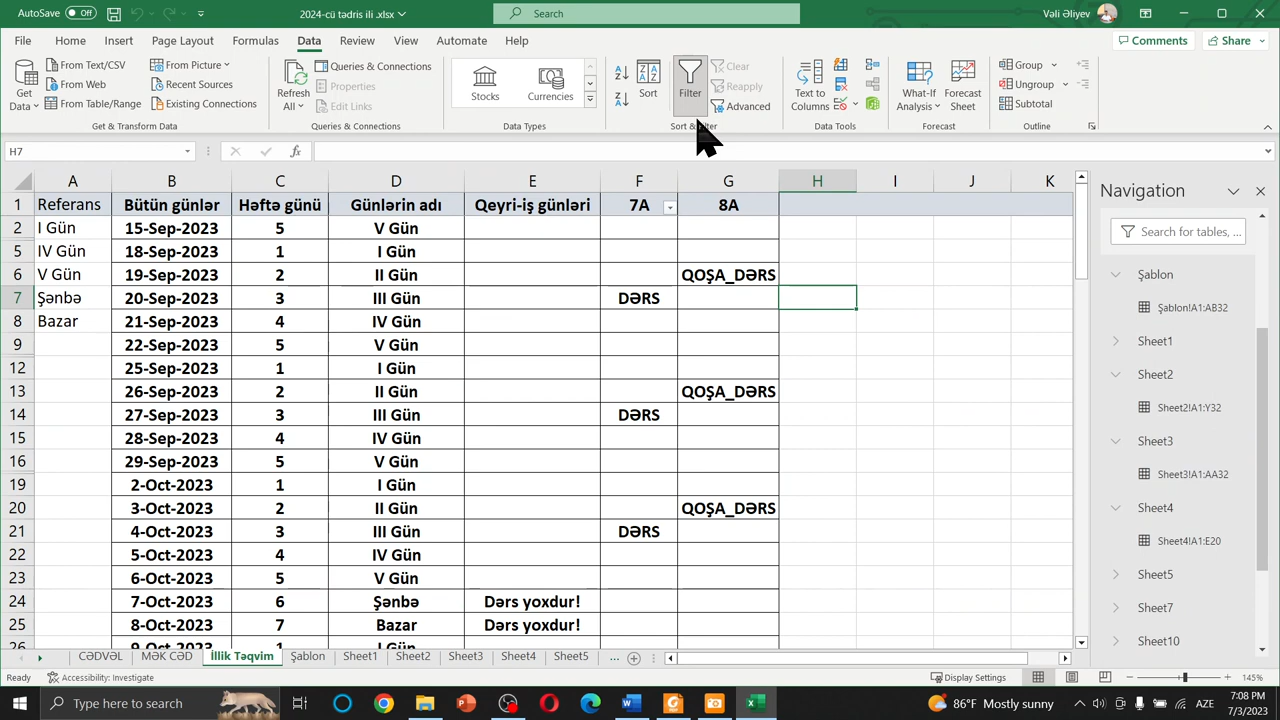 AutoSave Off 2024-cü tədris ili .xlsx Search Vəli Əliyev
File Home Insert Page Layout Formulas Data Review View Automate Help Comments Share
Get Data From Text/CSV From Web From Table/Range From Picture Recent Sources Existing Connections
Refresh All Queries & Connections Properties Edit Links
Stocks Currencies
Sort Filter Clear Reapply Advanced
Text to Columns
What-If Analysis Forecast Sheet
Group Ungroup Subtotal
Get & Transform Data Queries & Connections Data Types Sort & Filter Data Tools Forecast Outline
H7 fx
A B C D E F G H I J K
1 Referans Bütün günlər Həftə günü Günlərin adı Qeyri-iş günləri 7A 8A
2 I Gün 15-Sep-2023 5 V Gün
5 IV Gün 18-Sep-2023 1 I Gün
6 V Gün 19-Sep-2023 2 II Gün QOŞA_DƏRS
7 Şənbə 20-Sep-2023 3 III Gün DƏRS
8 Bazar 21-Sep-2023 4 IV Gün
9 22-Sep-2023 5 V Gün
12 25-Sep-2023 1 I Gün
13 26-Sep-2023 2 II Gün QOŞA_DƏRS
14 27-Sep-2023 3 III Gün DƏRS
15 28-Sep-2023 4 IV Gün
16 29-Sep-2023 5 V Gün
19 2-Oct-2023 1 I Gün
20 3-Oct-2023 2 II Gün QOŞA_DƏRS
21 4-Oct-2023 3 III Gün DƏRS
22 5-Oct-2023 4 IV Gün
23 6-Oct-2023 5 V Gün
24 7-Oct-2023 6 Şənbə Dərs yoxdur!
25 8-Oct-2023 7 Bazar Dərs yoxdur!
26 9-Oct-2023 1 I Gün
Navigation
Search for tables, ...
Şablon
Şablon!A1:AB32
Sheet1
Sheet2
Sheet2!A1:Y32
Sheet3
Sheet3!A1:AA32
Sheet4
Sheet4!A1:E20
Sheet5
Sheet7
Sheet10
CƏDVƏL MƏK CƏD İllik Təqvim Şablon Sheet1 Sheet2 Sheet3 Sheet4 Sheet5 ...
Ready Accessibility: Investigate Display Settings 145%
Type here to search 86°F Mostly sunny AZE 7:08 PM
7/3/2023